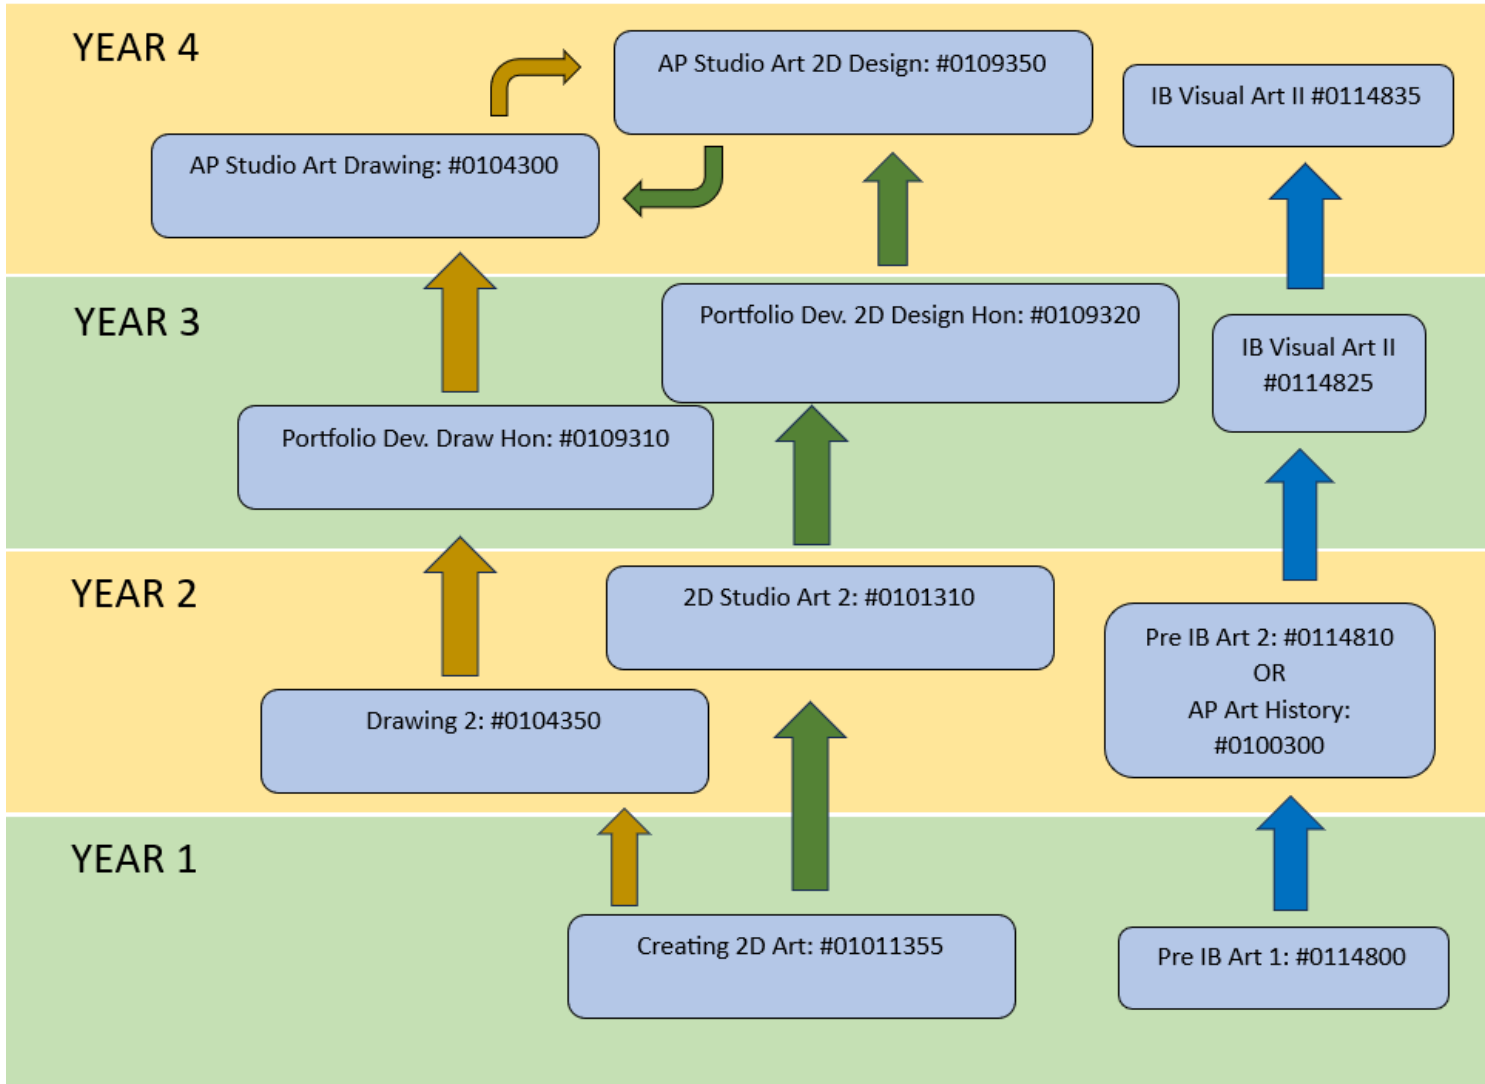 YEAR 4
AP Studio Art 2D Design: #0109350
IB Visual Art II #0114835
AP Studio Art Drawing: #0104300
YEAR 3
Portfolio Dev. 2D Design Hon: #0109320
IB Visual Art II
#0114825
Portfolio Dev. Draw Hon: #0109310
YEAR 2
2D Studio Art 2: #0101310
Pre IB Art 2: #0114810
OR
AP Art History:
#0100300
Drawing 2: #0104350
YEAR 1
Creating 2D Art: #01011355
Pre IB Art 1: #0114800